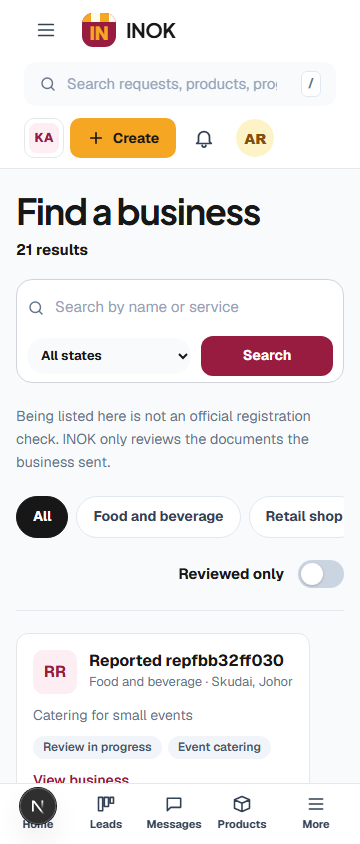 IN INOK
Search requests, products, pro
/
KA
+ Create
AR
Find a business
21 results
Search by name or service
All states
Search
Being listed here is not an official registration
check. INOK only reviews the documents the
business sent.
All
Food and beverage
Retail shop
Reviewed only
RR
Reported repfbb32ff030
Food and beverage · Skudai, Johor
Catering for small events
Review in progress
Event catering
View business
N
Home
Leads
Messages
Products
More